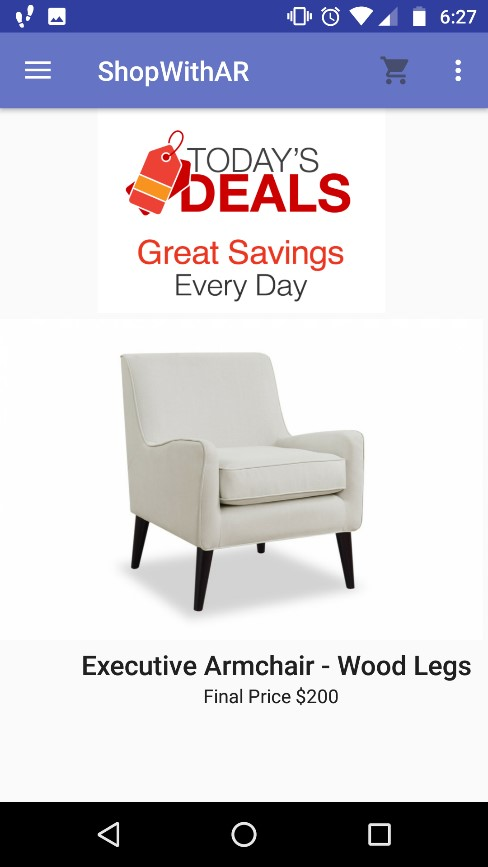 6:27
ShopWithAR
TODAY'S
DEALS
Great Savings
Every Day
Executive Armchair - Wood Legs
Final Price $200